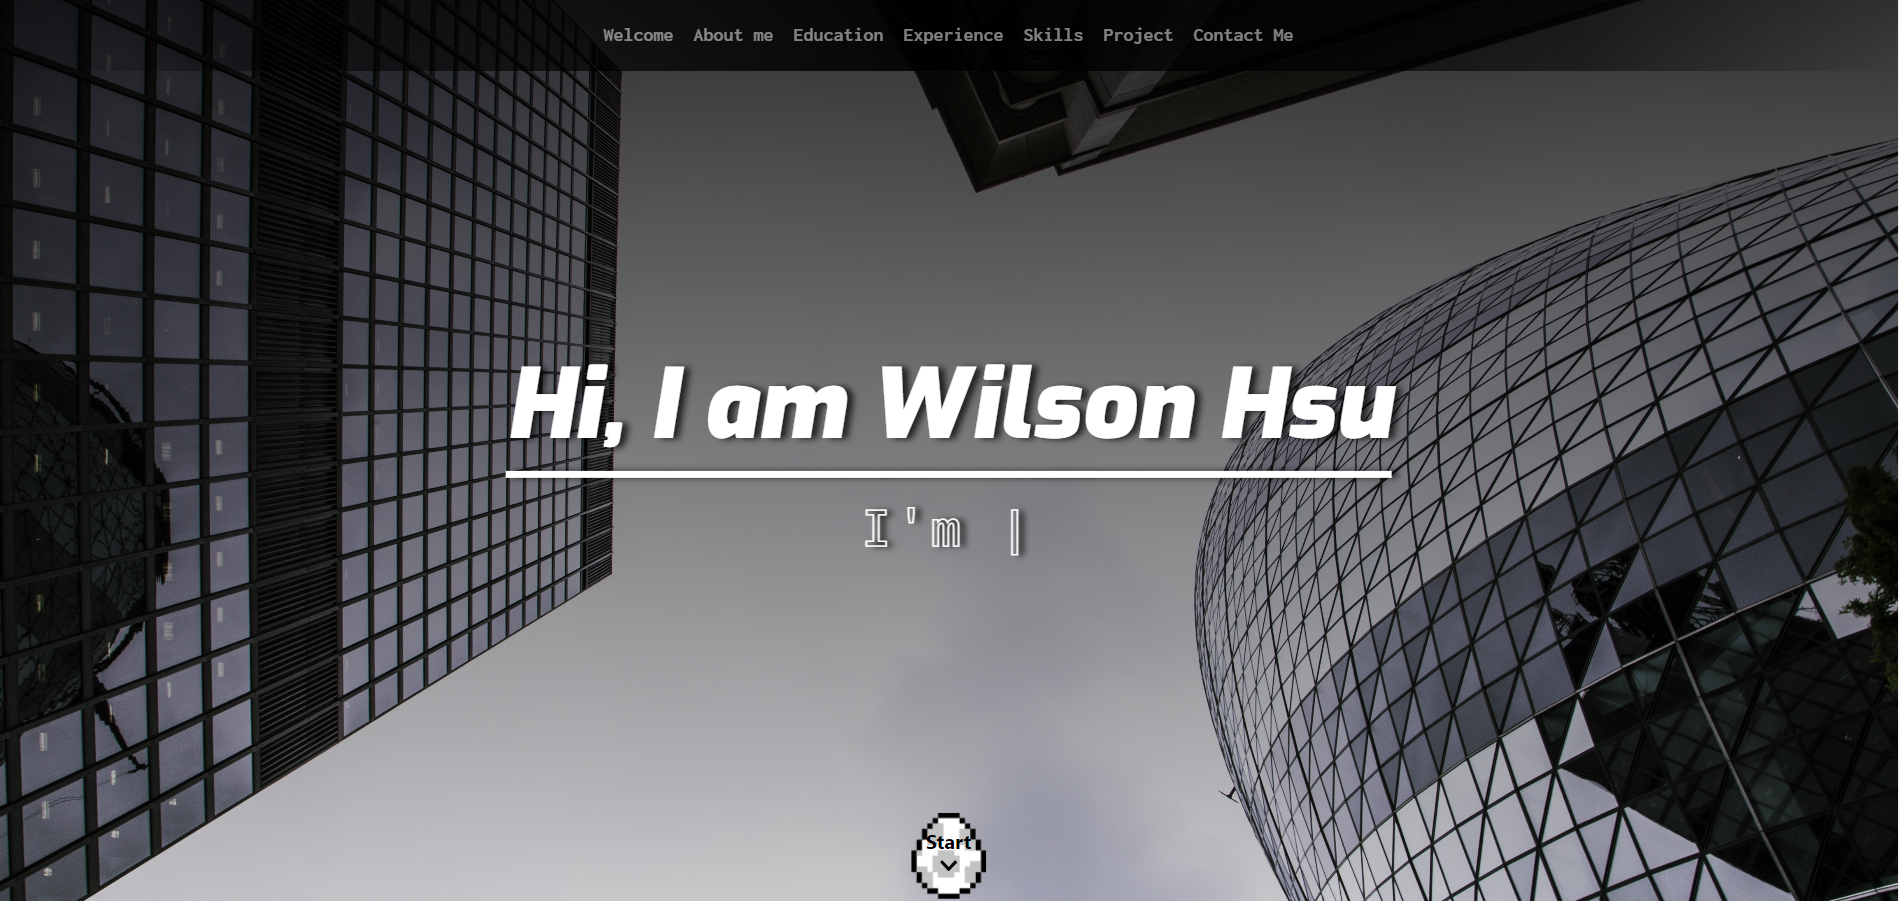 Welcome About me Education Experience Skills Project Contact Me
Hi, I am Wilson Hsu
I'm |
Start